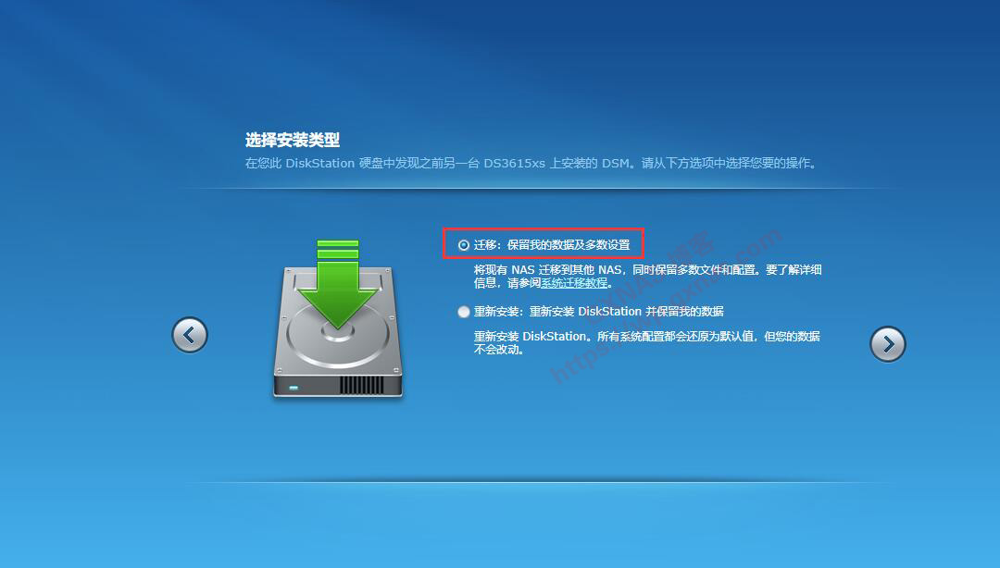 选择安装类型
在您此 DiskStation 硬盘中发现之前另一台 DS3615xs 上安装的 DSM。请从下方选项中选择您要的操作。
迁移：保留我的数据及多数设置
将现有 NAS 迁移到其他 NAS，同时保留多数文件和配置。要了解详细
信息，请参阅系统迁移教程。
重新安装：重新安装 DiskStation 并保留我的数据
重新安装 DiskStation。所有系统配置都会还原为默认值，但您的数据
不会改动。